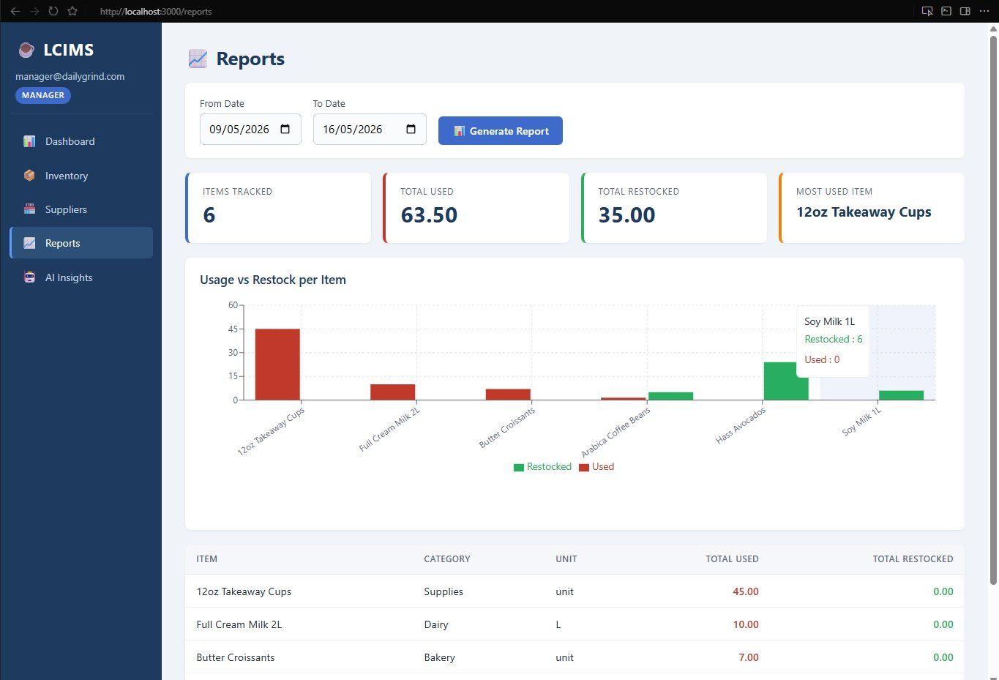 http://localhost:3000/reports
LCIMS
manager@dailygrind.com
MANAGER
Dashboard
Inventory
Suppliers
Reports
AI Insights
Reports
From Date To Date
09/05/2026 16/05/2026 Generate Report
ITEMS TRACKED
6
TOTAL USED
63.50
TOTAL RESTOCKED
35.00
MOST USED ITEM
12oz Takeaway Cups
Usage vs Restock per Item
60
45
30
15
0
Soy Milk 1L
Restocked : 6
Used : 0
12oz Takeaway Cups
Full Cream Milk 2L
Butter Croissants
Arabica Coffee Beans
Hass Avocados
Soy Milk 1L
Restocked Used
ITEM CATEGORY UNIT TOTAL USED TOTAL RESTOCKED
12oz Takeaway Cups Supplies unit 45.00 0.00
Full Cream Milk 2L Dairy L 10.00 0.00
Butter Croissants Bakery unit 7.00 0.00